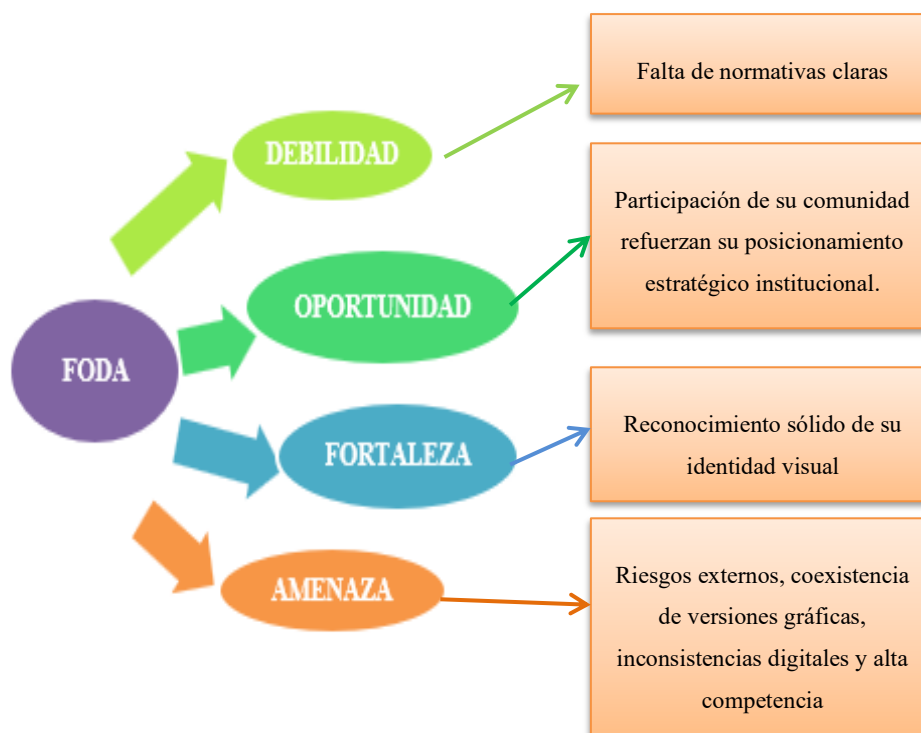 FODA
DEBILIDAD
Falta de normativas claras
OPORTUNIDAD
Participación de su comunidad
refuerzan su posicionamiento
estratégico institucional.
FORTALEZA
Reconocimiento sólido de su
identidad visual
AMENAZA
Riesgos externos, coexistencia
de versiones gráficas,
inconsistencias digitales y alta
competencia